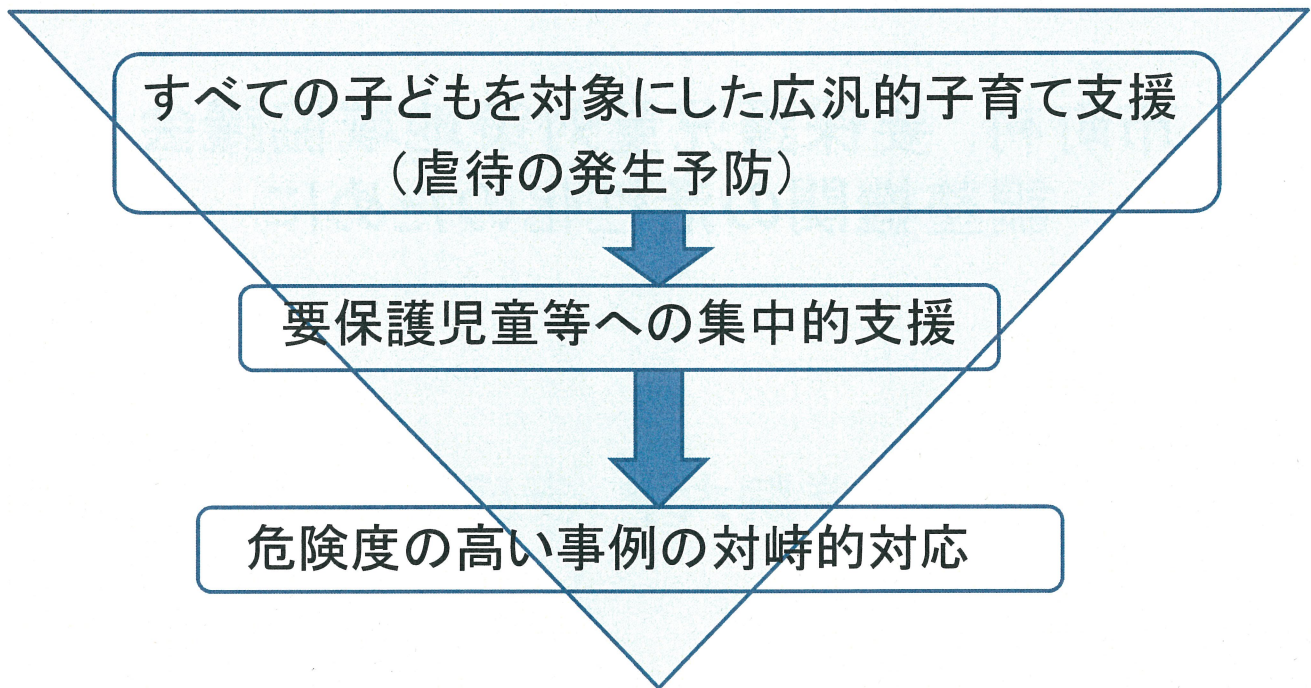 すべての子どもを対象にした広汎的子育て支援
（虐待の発生予防）
要保護児童等への集中的支援
危険度の高い事例の対峙的対応